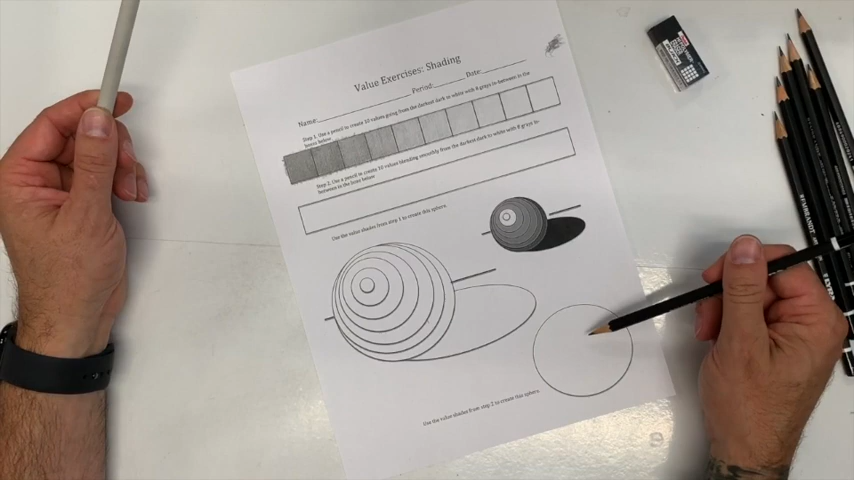 Value Exercises: Shading
Name: Period: Date:
Step 1. Use a pencil to create 10 values going from the darkest dark to white with 8 grays in-between in the
boxes below
Step 2. Use a pencil to create 10 values blending smoothly from the darkest dark to white with 8 grays in-
between in the boxes below
Use the value shades from step 1 to create this sphere.
Use the value shades from step 2 to create this sphere.
REMBRANDT